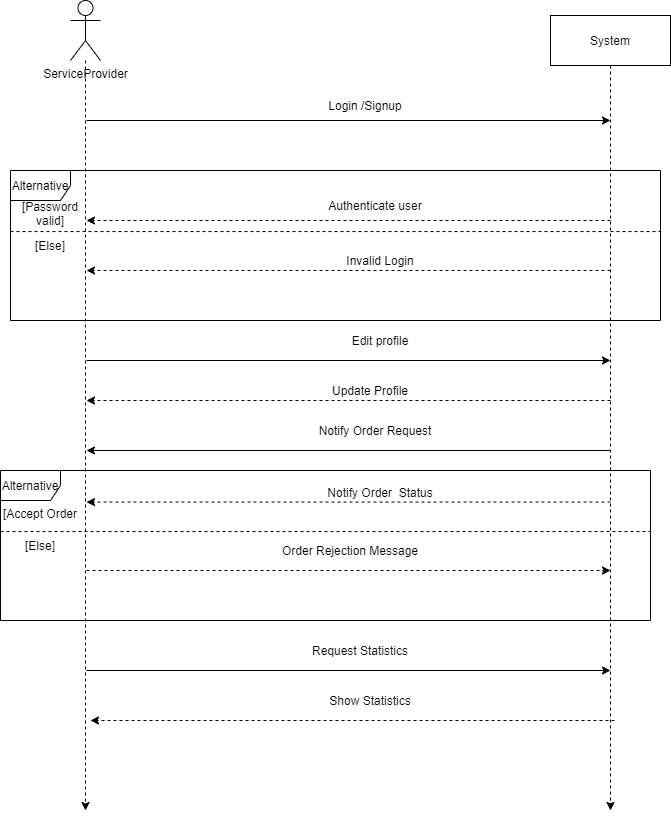 System
ServiceProvider
Login /Signup
Alternative
[Password
valid]
Authenticate user
[Else]
Invalid Login
Edit profile
Update Profile
Notify Order Request
Alternative
Notify Order Status
[Accept Order
[Else]
Order Rejection Message
Request Statistics
Show Statistics